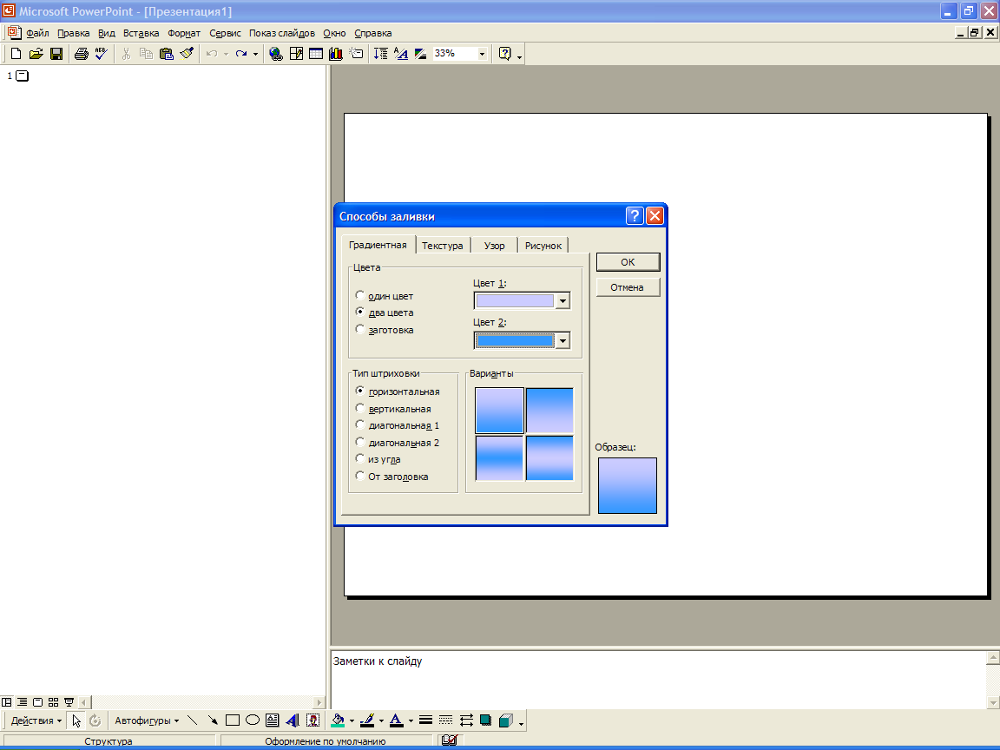 Microsoft PowerPoint - [Презентация1]
Файл Правка Вид Вставка Формат Сервис Показ слайдов Окно Справка
33%
1
Способы заливки
Градиентная Текстура Узор Рисунок
ОК
Отмена
Цвета
один цвет
два цвета
заготовка
Цвет 1:
Цвет 2:
Тип штриховки
горизонтальная
вертикальная
диагональная 1
диагональная 2
из угла
От заголовка
Варианты
Образец:
Заметки к слайду
Действия Автофигуры
Структура Оформление по умолчанию